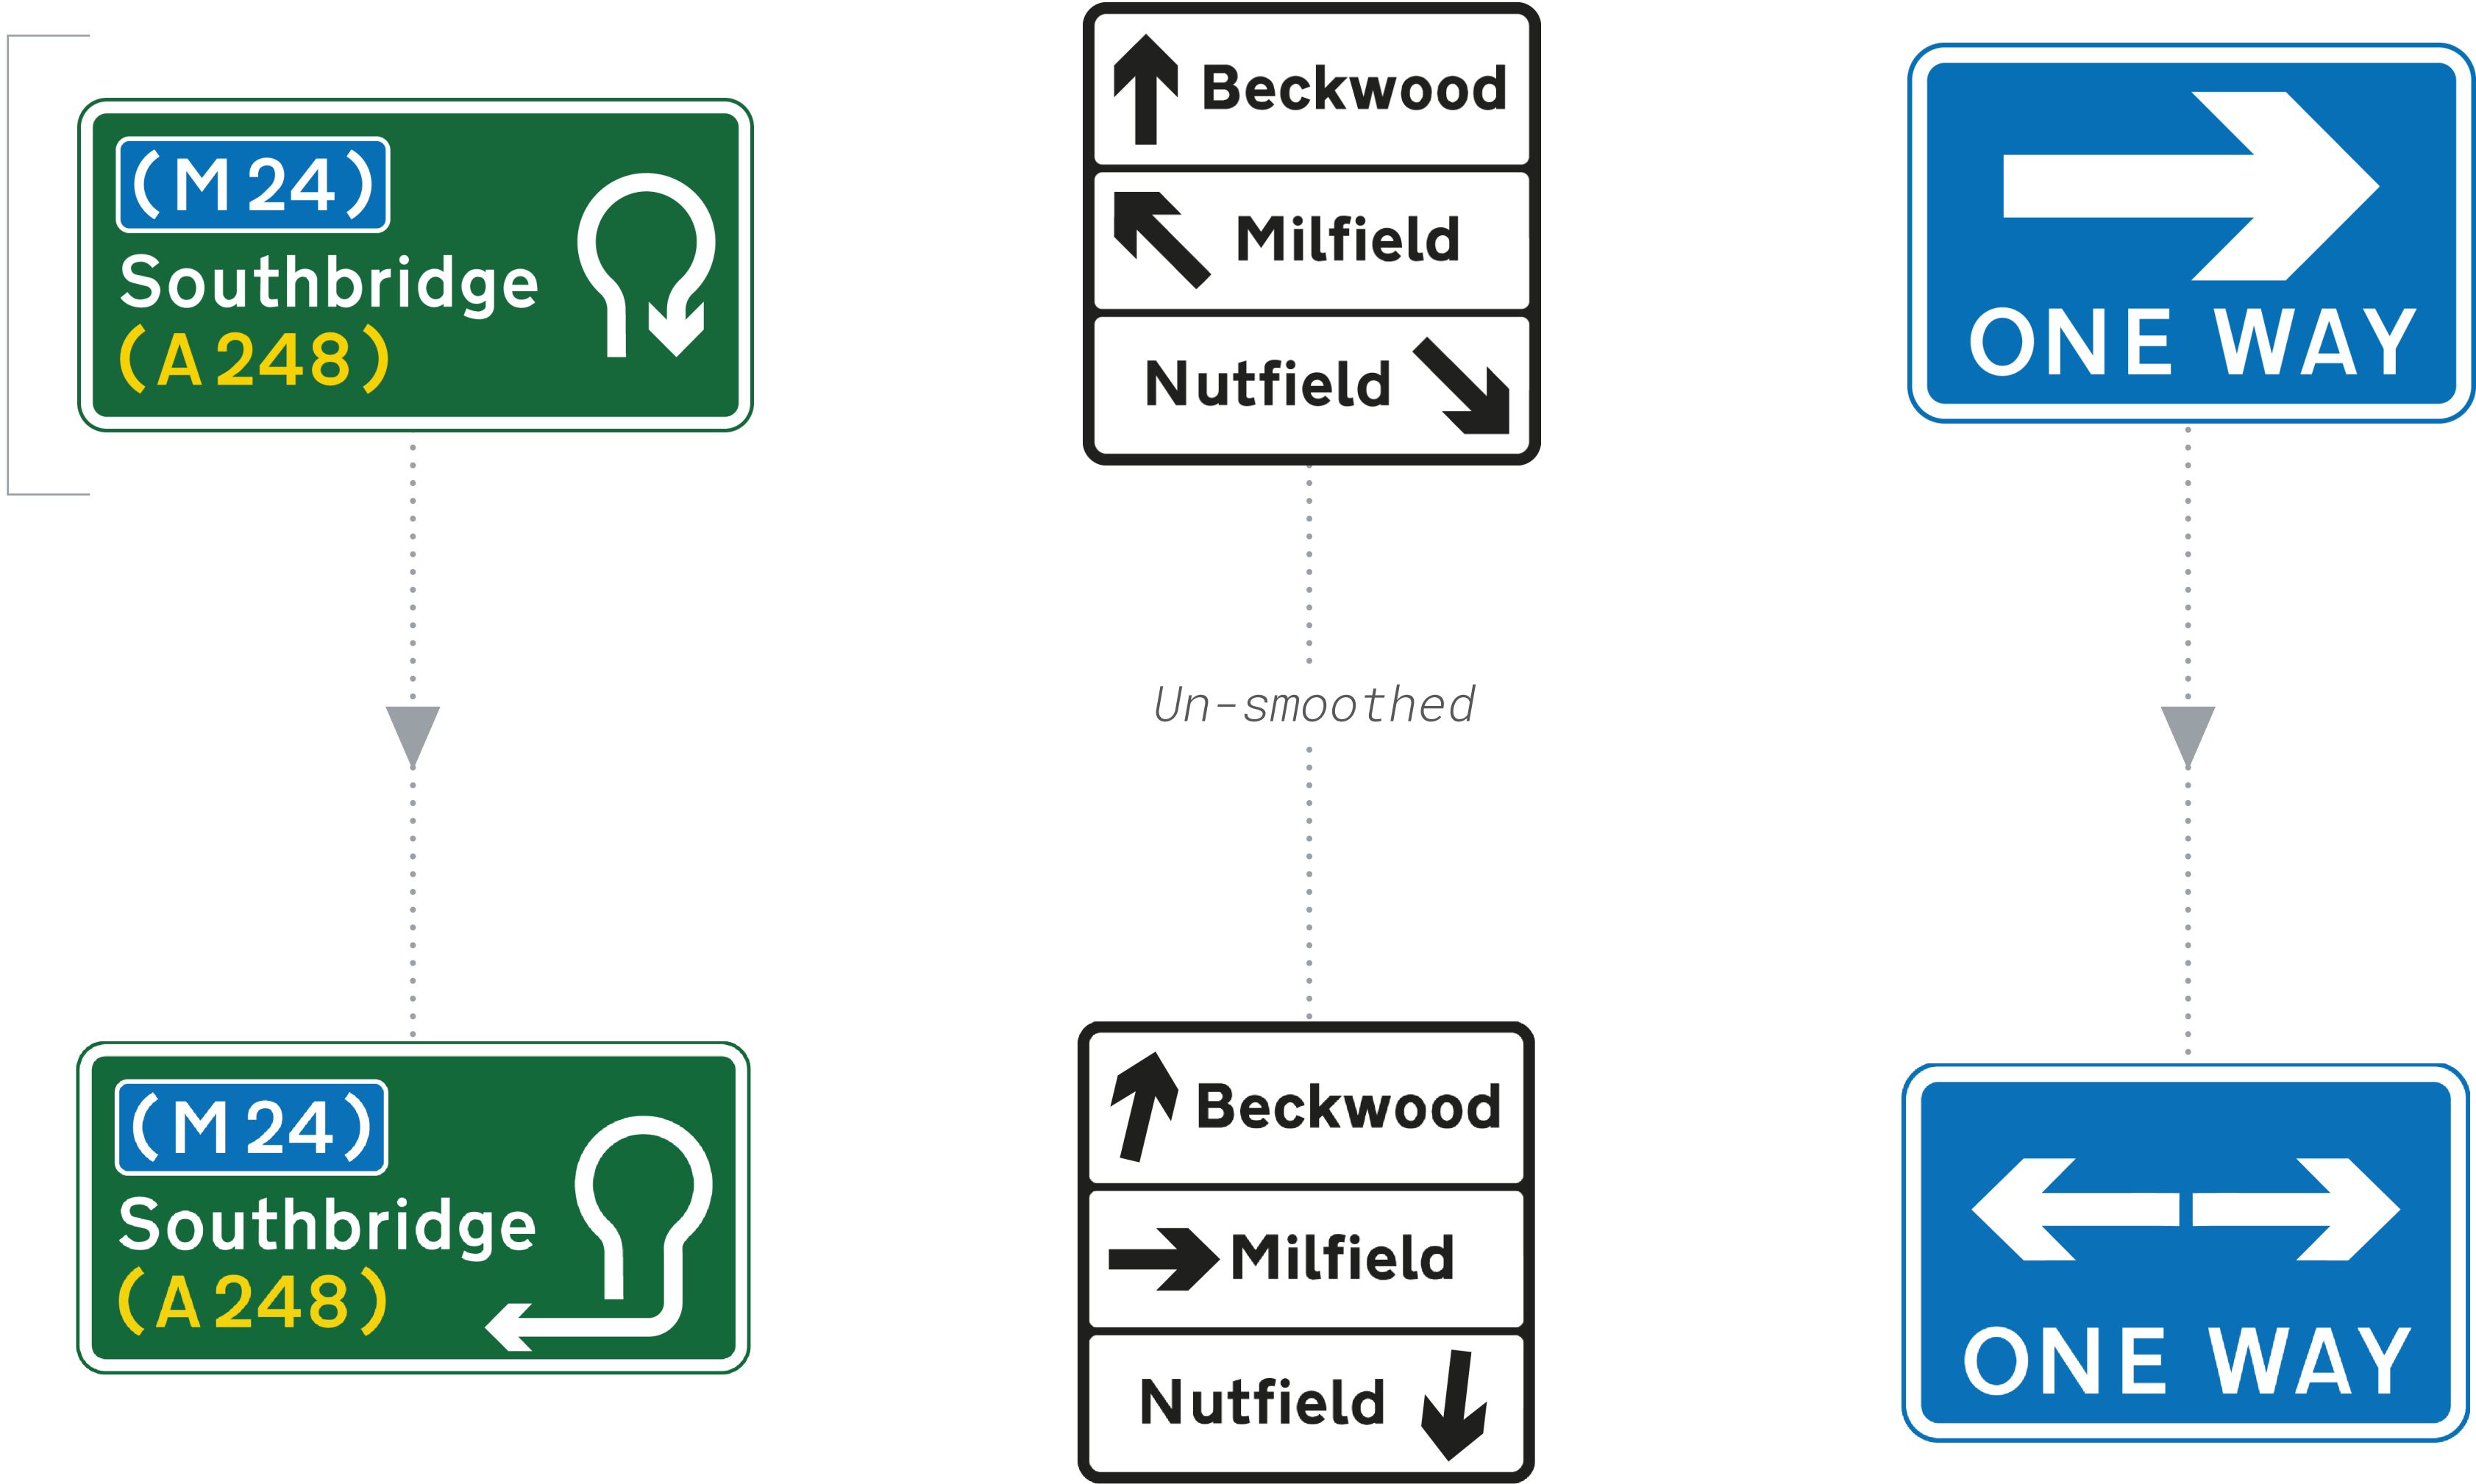 (M 24)
Southbridge
(A 248)
Beckwood
Milfield
Nutfield
ONE WAY
Un-smoothed
(M 24)
Southbridge
(A 248)
Beckwood
Milfield
Nutfield
ONE WAY